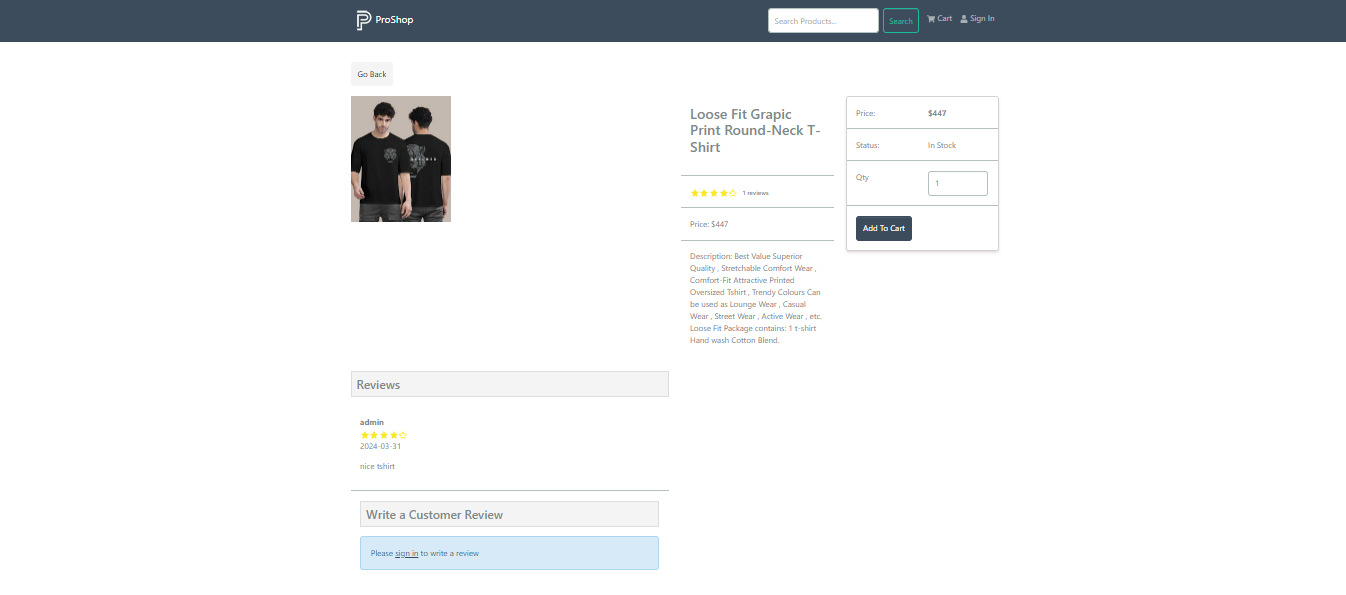 ProShop
Search Products...
Search
Cart
Sign In
Go Back
Loose Fit Grapic
Print Round-Neck T-
Shirt
1 reviews
Price: $447
Description: Best Value Superior
Quality , Stretchable Comfort Wear ,
Comfort-Fit Attractive Printed
Oversized Tshirt , Trendy Colours Can
be used as Lounge Wear , Casual
Wear , Street Wear , Active Wear , etc.
Loose Fit Package contains: 1 t-shirt
Hand wash Cotton Blend.
Price: $447
Status: In Stock
Qty 1
Add To Cart
Reviews
admin
2024-03-31
nice tshirt
Write a Customer Review
Please sign in to write a review